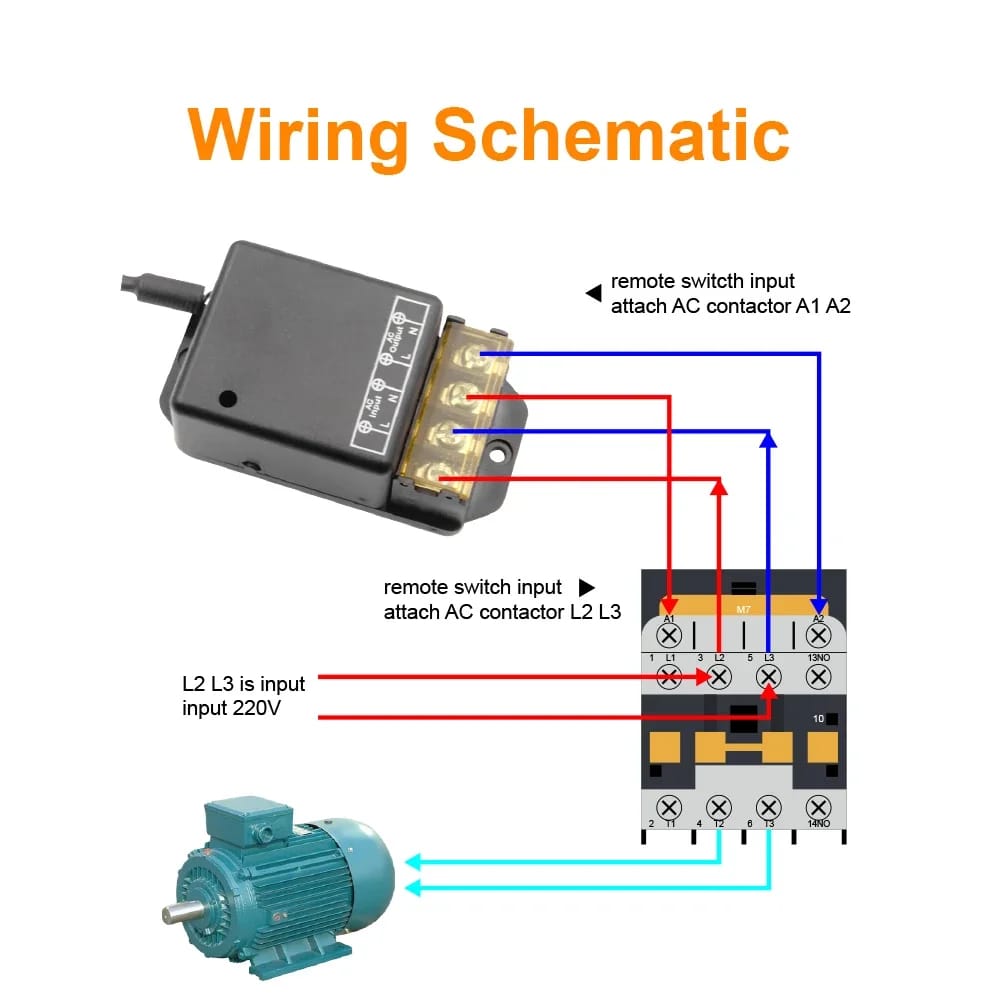 Wiring Schematic
remote switcth input
attach AC contactor A1 A2
AC Output
L N
AC Input
L N
remote switch input
attach AC contactor L2 L3
M7
A1 A2
1 L1 3 L2 5 L3 13NO
L2 L3 is input
input 220V
10
2 T1 4 T2 6 T3 14NO